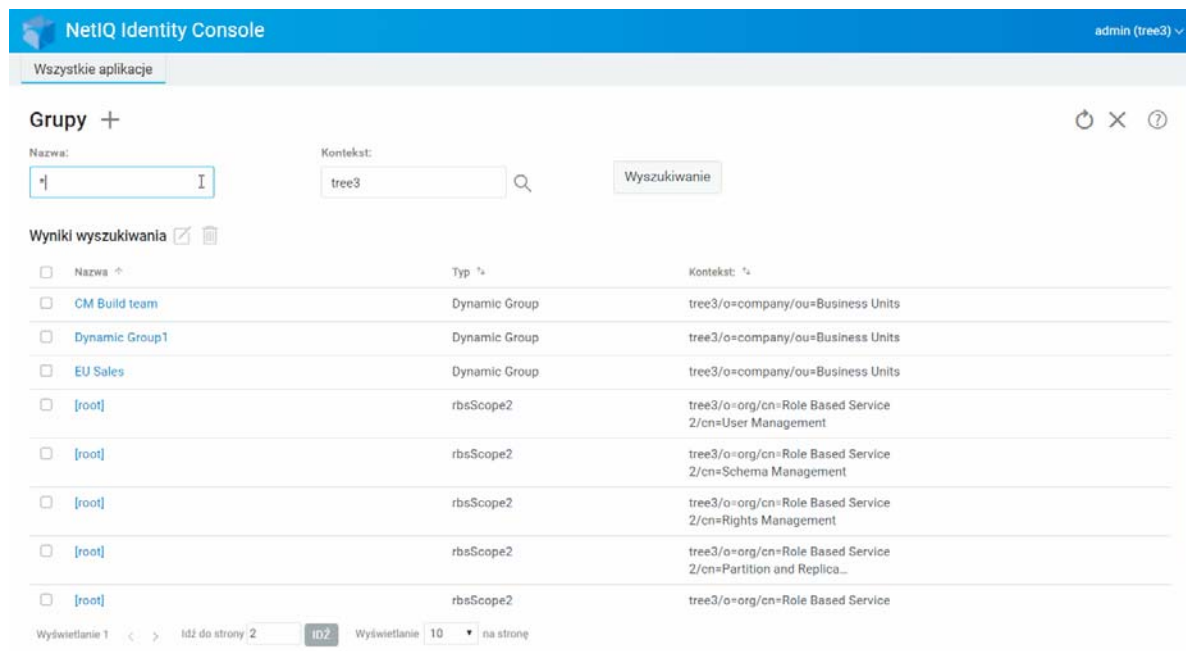 NetIQ Identity Console
admin (tree3)
Wszystkie aplikacje
Grupy
Nazwa:
Kontekst:
*
tree3
Wyszukiwanie
Wyniki wyszukiwania
Nazwa Typ Kontekst:
CM Build team Dynamic Group tree3/o=company/ou=Business Units
Dynamic Group1 Dynamic Group tree3/o=company/ou=Business Units
EU Sales Dynamic Group tree3/o=company/ou=Business Units
[root] rbsScope2 tree3/o=org/cn=Role Based Service
2/cn=User Management
[root] rbsScope2 tree3/o=org/cn=Role Based Service
2/cn=Schema Management
[root] rbsScope2 tree3/o=org/cn=Role Based Service
2/cn=Rights Management
[root] rbsScope2 tree3/o=org/cn=Role Based Service
2/cn=Partition and Replica...
[root] rbsScope2 tree3/o=org/cn=Role Based Service
Wyświetlanie 1 < > Idź do strony 2 IDŹ Wyświetlanie 10 na stronę